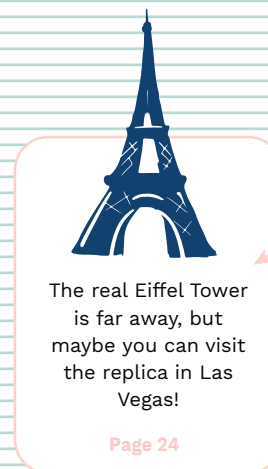 The real Eiffel Tower
is far away, but
maybe you can visit
the replica in Las
Vegas!
Page 24